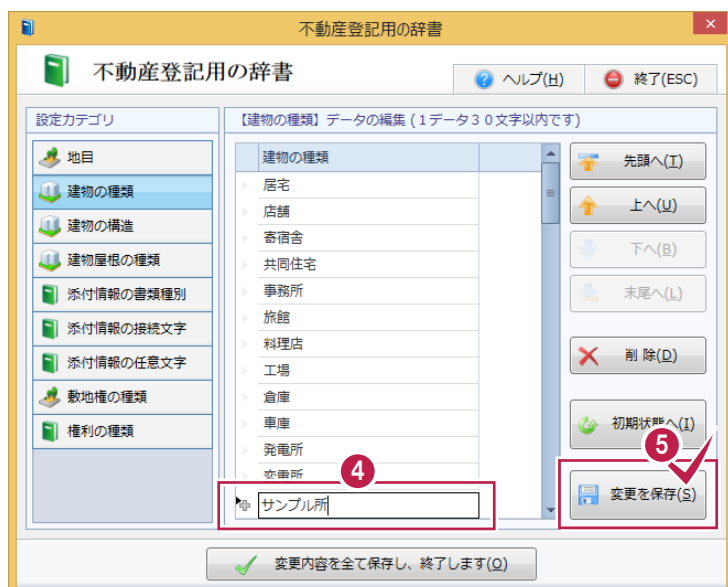 不動産登記用の辞書
×
不動産登記用の辞書
? ヘルプ(H)
終了(ESC)
設定カテゴリ
地目
建物の種類
建物の構造
建物屋根の種類
添付情報の書類種別
添付情報の接続文字
添付情報の任意文字
敷地権の種類
権利の種類
【建物の種類】データの編集(1データ30文字以内です)
建物の種類
居宅
店舗
寄宿舎
共同住宅
事務所
旅館
料理店
工場
倉庫
車庫
発電所
変電所
4
サンプル所
先頭へ(T)
上へ(U)
下へ(B)
末尾へ(L)
削 除(D)
初期状態へ(I)
5
変更を保存(S)
変更内容を全て保存し、終了します(O)